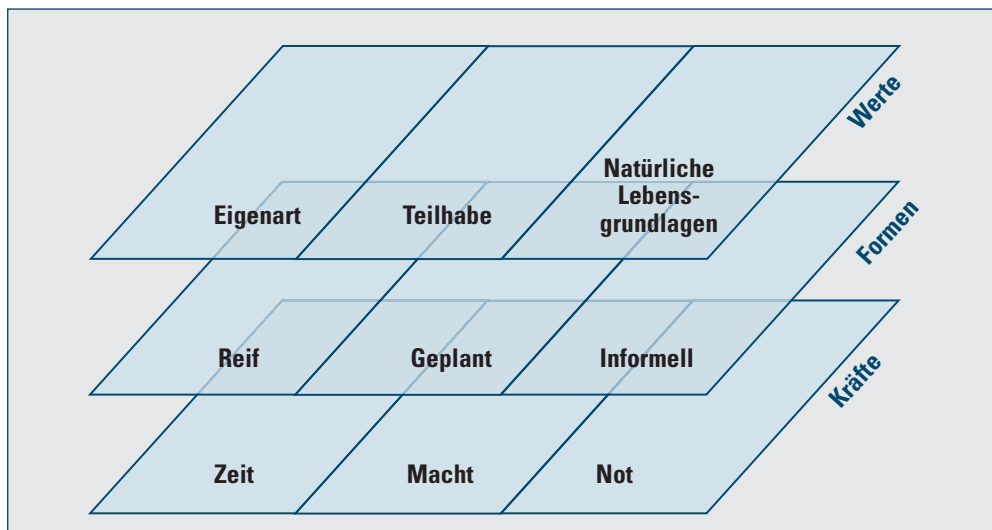 Werte
Natürliche
Lebens-
grundlagen
Eigenart
Teilhabe
Formen
Reif
Geplant
Informell
Kräfte
Zeit
Macht
Not